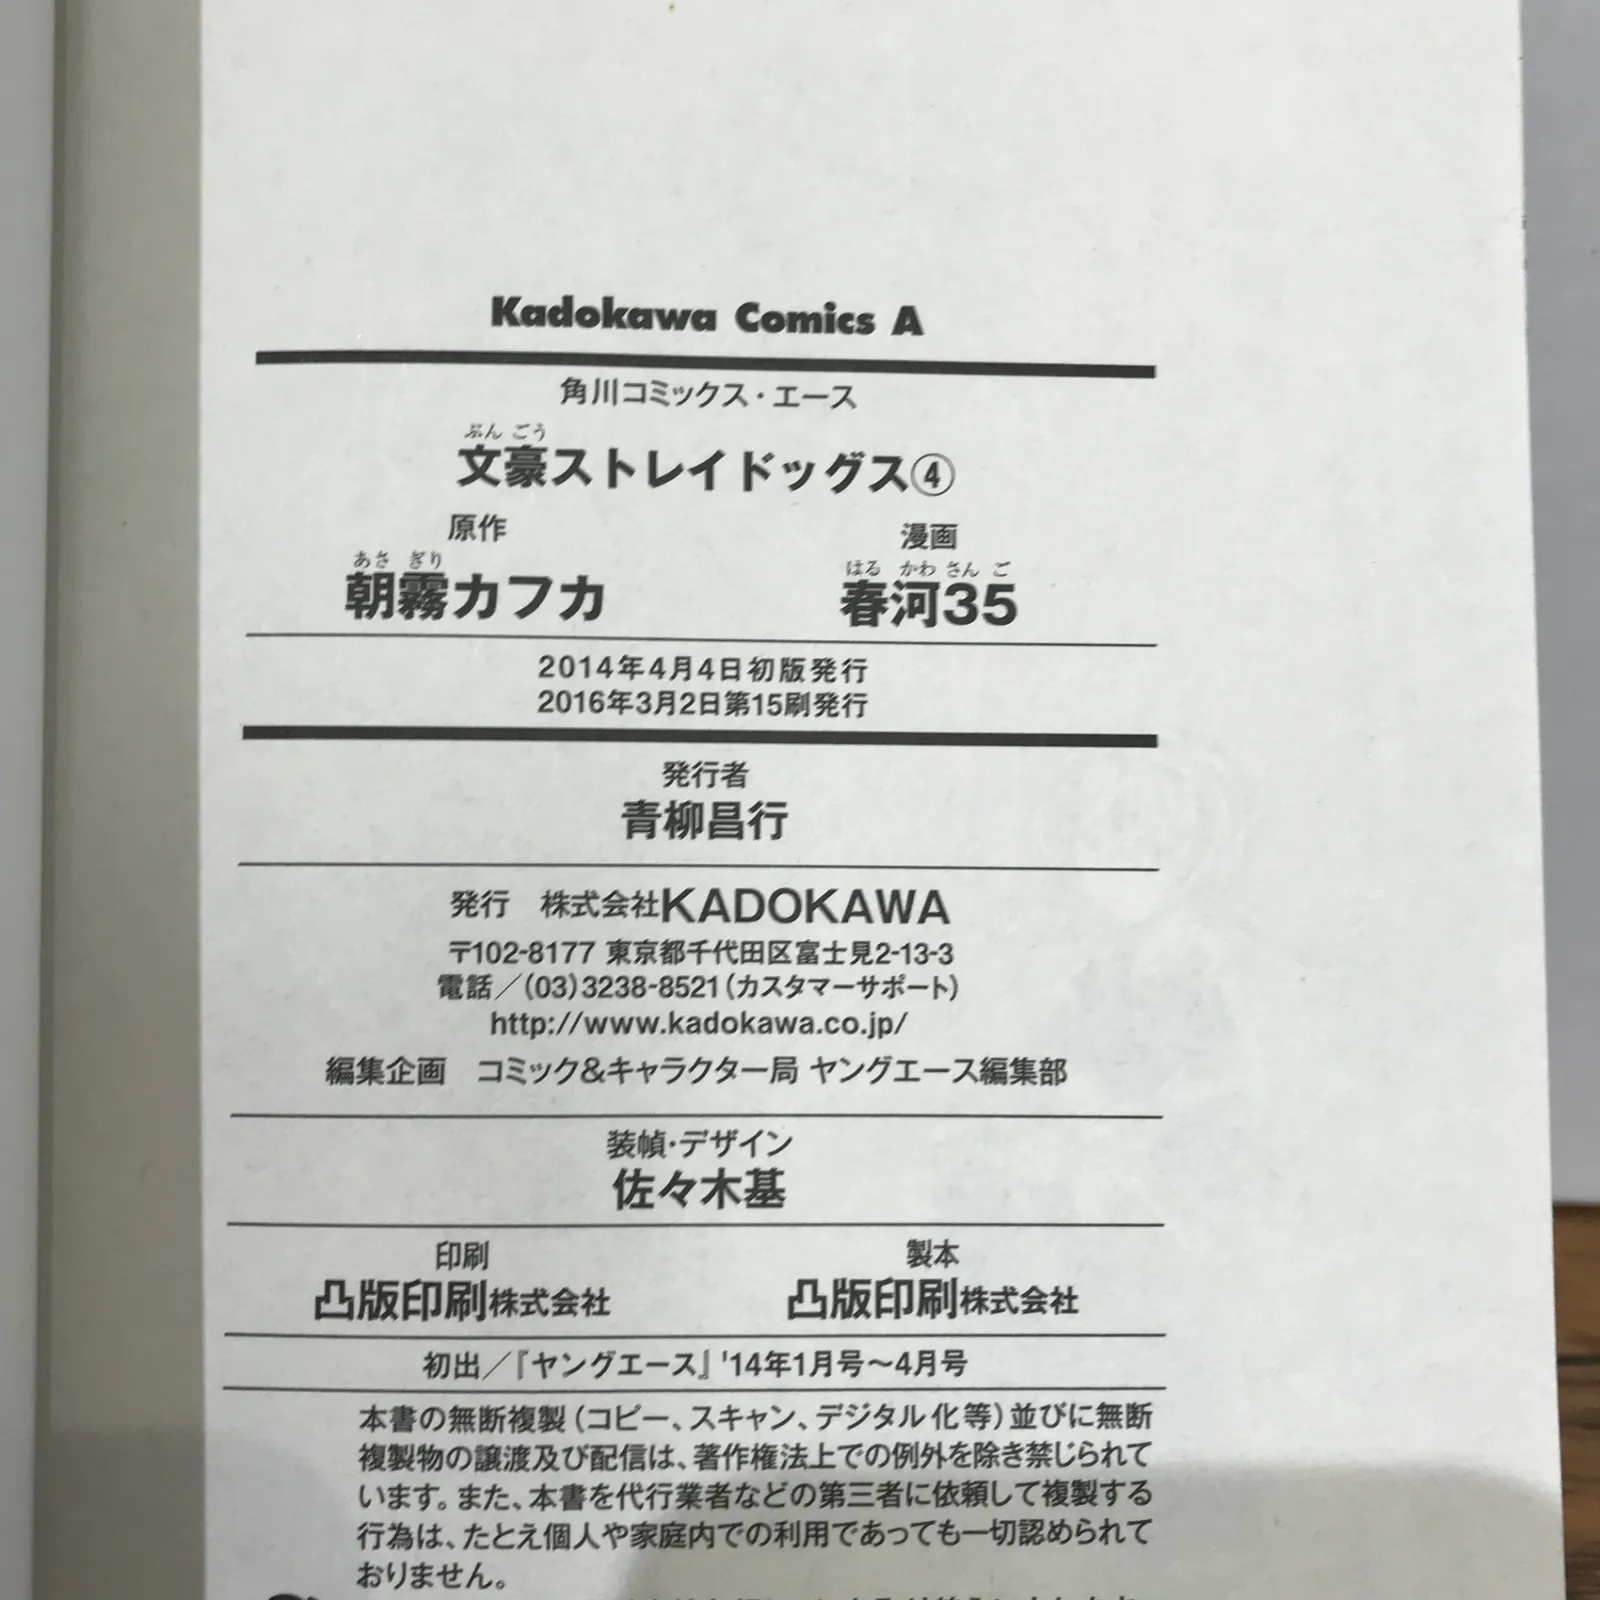 Kadokawa Comics A
角川コミックス・エース
ぶんごう
文豪ストレイドッグス④
原作 漫画
あさ ぎり はる かわ さん ご
朝霧カフカ 春河35
2014年4月4日初版発行
2016年3月2日第15刷発行
発行者
青柳昌行
発行 株式会社KADOKAWA
〒102-8177 東京都千代田区富士見2-13-3
電話／(03)3238-8521(カスタマーサポート)
http://www.kadokawa.co.jp/
編集企画 コミック&キャラクター局 ヤングエース編集部
装幀・デザイン
佐々木基
印刷 製本
凸版印刷株式会社 凸版印刷株式会社
初出／『ヤングエース』'14年1月号〜4月号
本書の無断複製(コピー、スキャン、デジタル化等)並びに無断
複製物の譲渡及び配信は、著作権法上での例外を除き禁じられて
います。また、本書を代行業者などの第三者に依頼して複製する
行為は、たとえ個人や家庭内での利用であっても一切認められて
おりません。